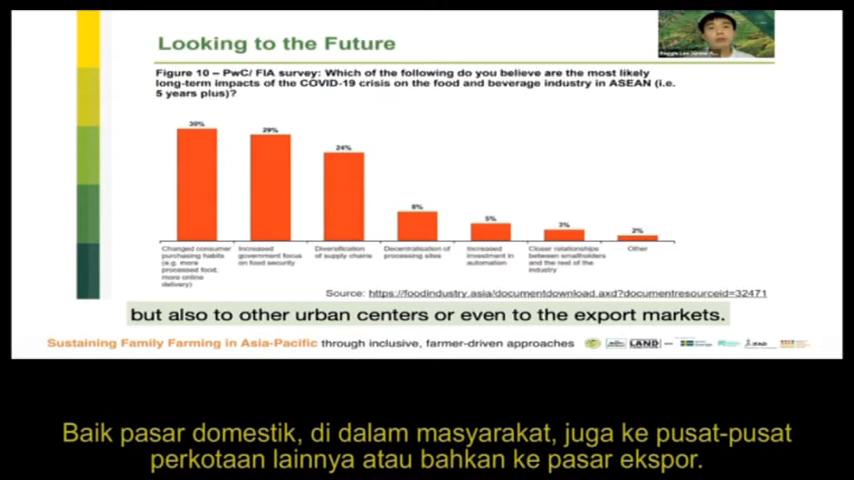 Looking to the Future
Figure 10 – PwC/ FIA survey: Which of the following do you believe are the most likely
long-term impacts of the COVID-19 crisis on the food and beverage industry in ASEAN (i.e.
5 years plus)?
30%
29%
24%
8%
5%
3%
2%
Changed consumer
purchasing habits
(e.g. more
processed food,
more online
delivery)
Increased
government focus
on food security
Diversification
of supply chains
Decentralisation of
processing sites
Increased
investment in
automation
Closer relationships
between smallholders
and the rest of the
industry
Other
Source: https://foodindustry.asia/documentdownload.axd?documentresourceid=32471
but also to other urban centers or even to the export markets.
Sustaining Family Farming in Asia-Pacific through inclusive, farmer-driven approaches
LAND
Baik pasar domestik, di dalam masyarakat, juga ke pusat-pusat
perkotaan lainnya atau bahkan ke pasar ekspor.